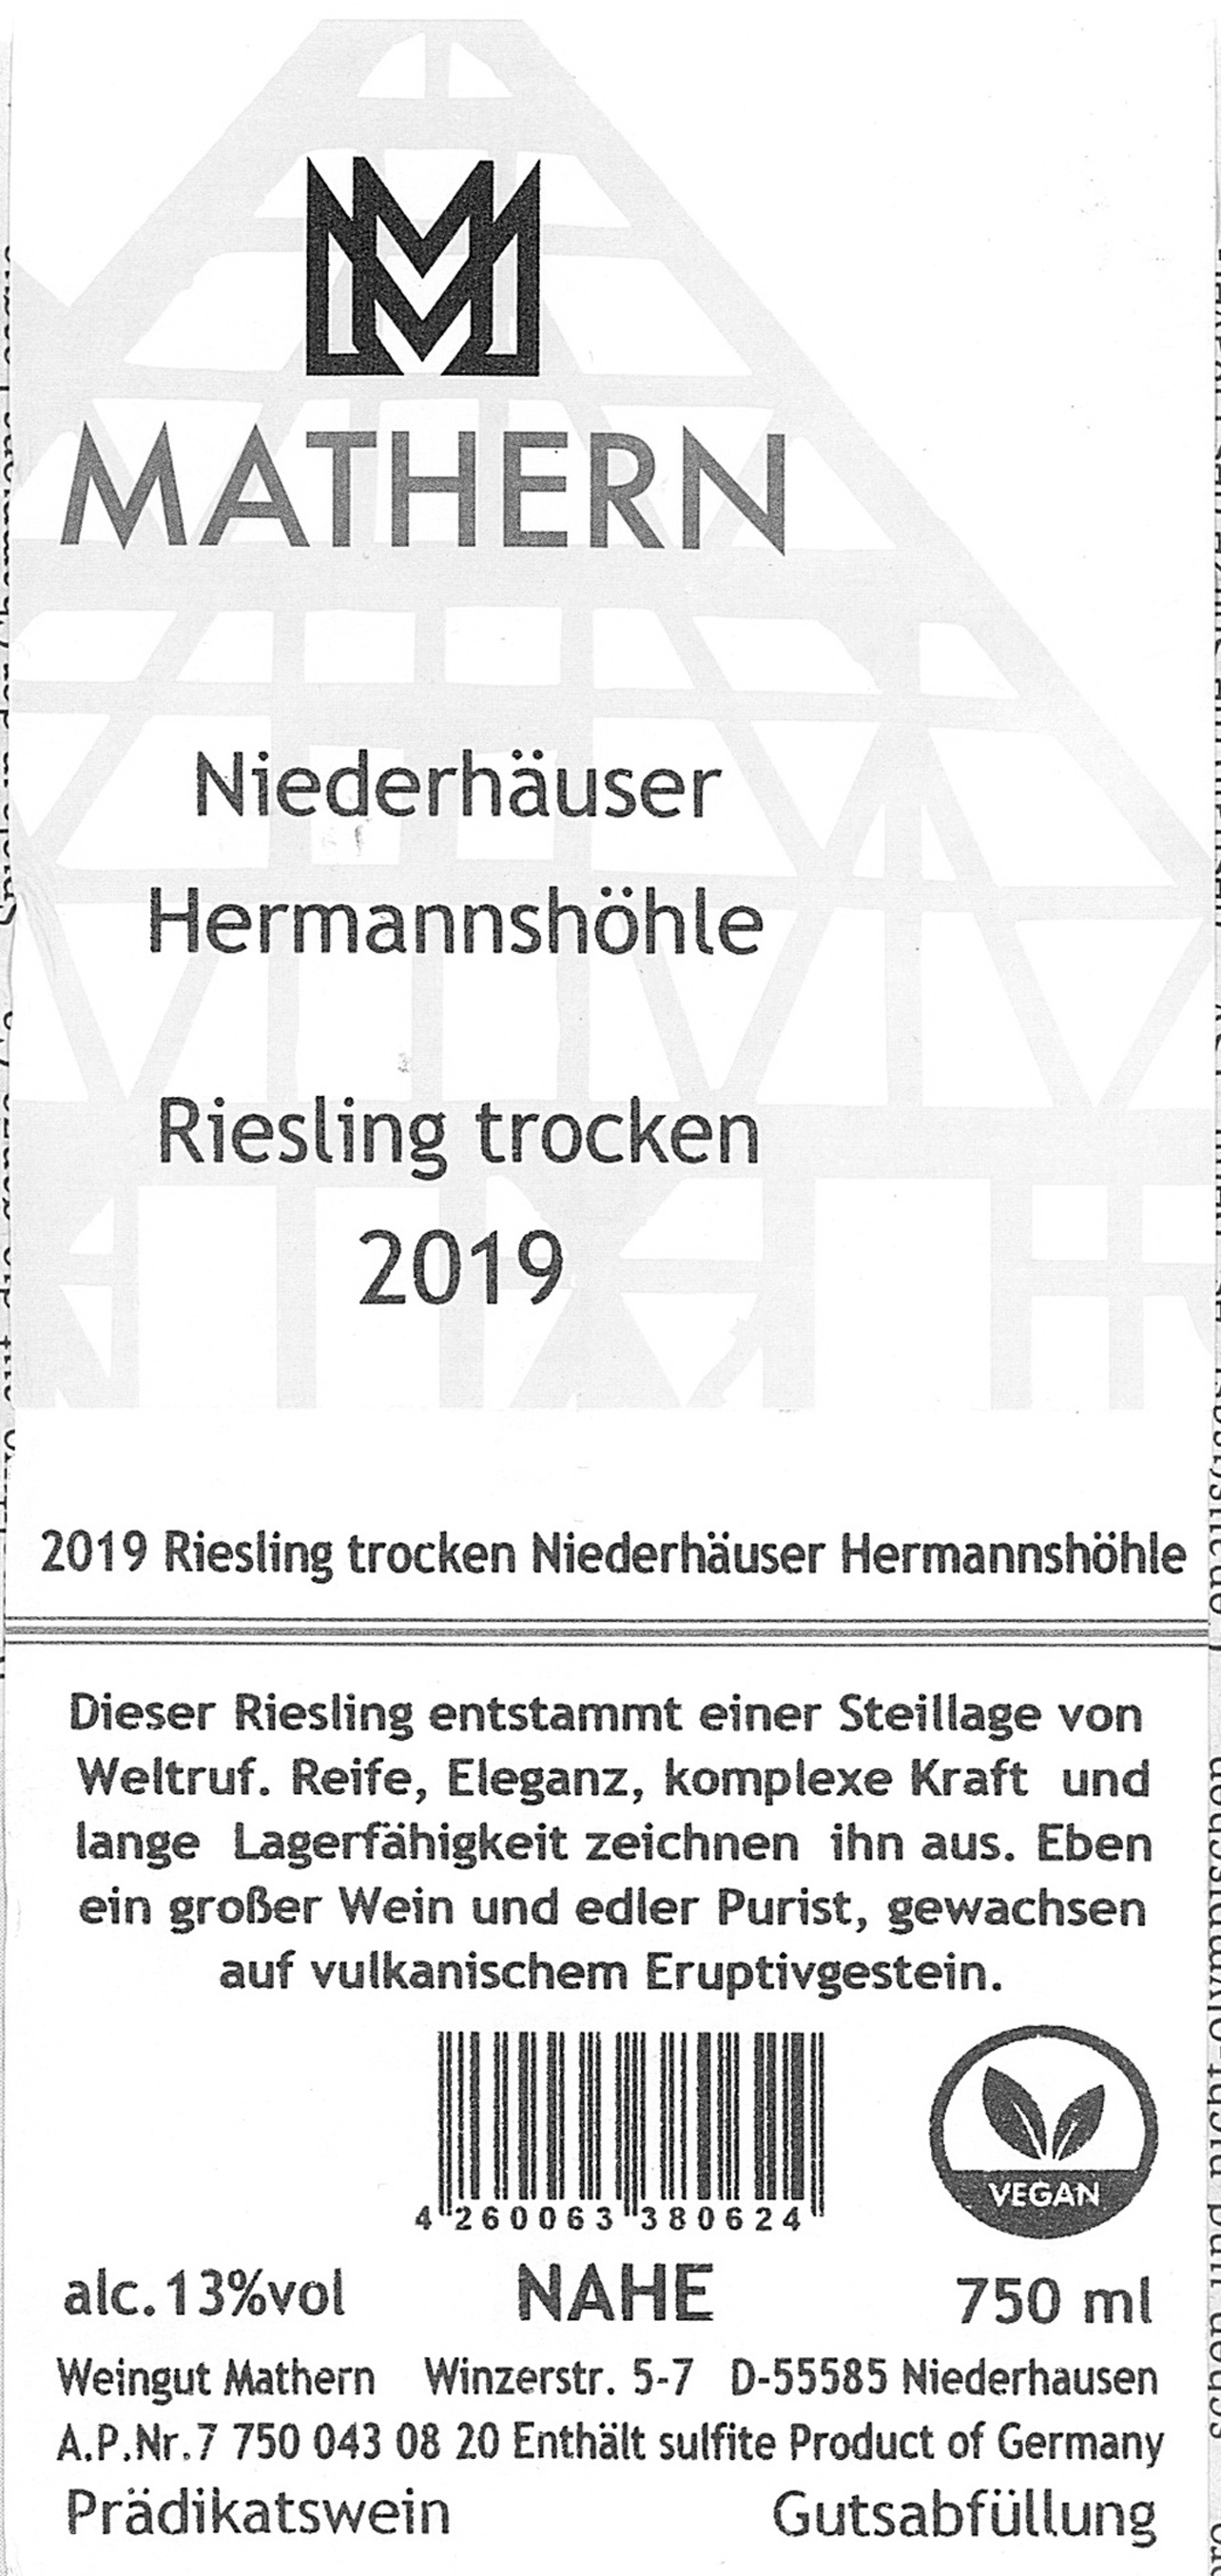 MATHERN
Niederhäuser
Hermannshöhle
Riesling trocken
2019
2019 Riesling trocken Niederhäuser Hermannshöhle
Dieser Riesling entstammt einer Steillage von
Weltruf. Reife, Eleganz, komplexe Kraft und
lange Lagerfähigkeit zeichnen ihn aus. Eben
ein großer Wein und edler Purist, gewachsen
auf vulkanischem Eruptivgestein.
4 260063 380624
VEGAN
alc.13%vol NAHE 750 ml
Weingut Mathern Winzerstr. 5-7 D-55585 Niederhausen
A.P.Nr.7 750 043 08 20 Enthält sulfite Product of Germany
Prädikatswein Gutsabfüllung